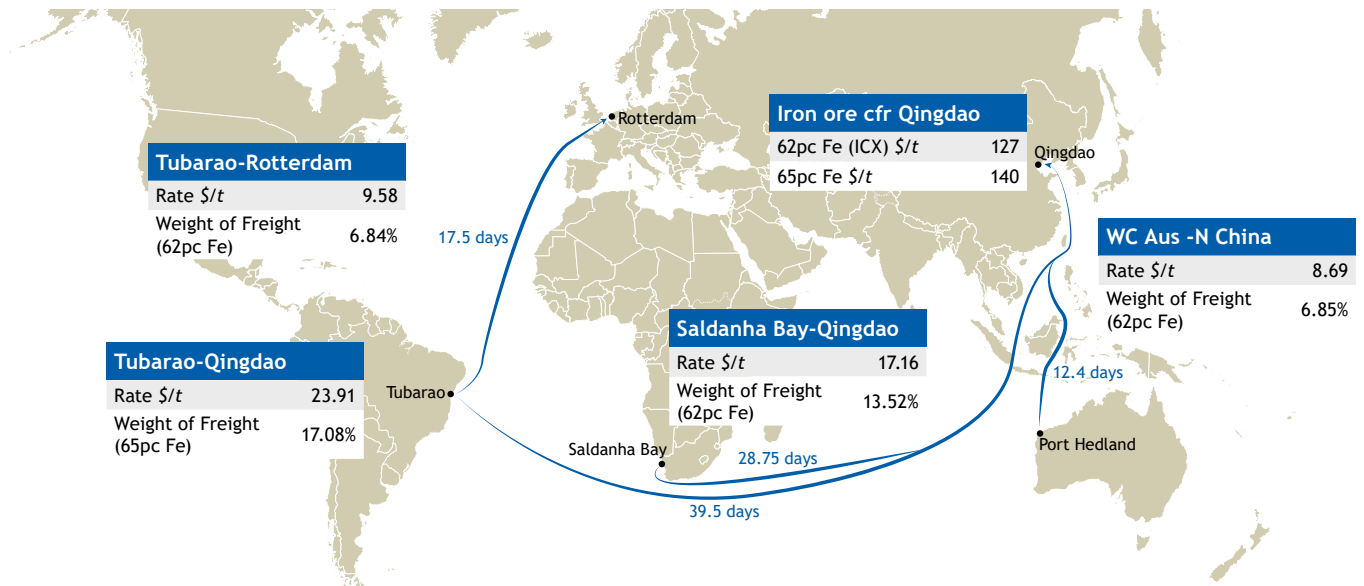 Rotterdam
Iron ore cfr Qingdao
62pc Fe (ICX) $/t 127
65pc Fe $/t 140
Qingdao
Tubarao-Rotterdam
Rate $/t 9.58
Weight of Freight
(62pc Fe) 6.84%
17.5 days
WC Aus -N China
Rate $/t 8.69
Weight of Freight
(62pc Fe) 6.85%
Saldanha Bay-Qingdao
Rate $/t 17.16
Weight of Freight
(62pc Fe) 13.52%
Tubarao-Qingdao
Rate $/t 23.91
Weight of Freight
(65pc Fe) 17.08%
Tubarao
12.4 days
Port Hedland
Saldanha Bay
28.75 days
39.5 days